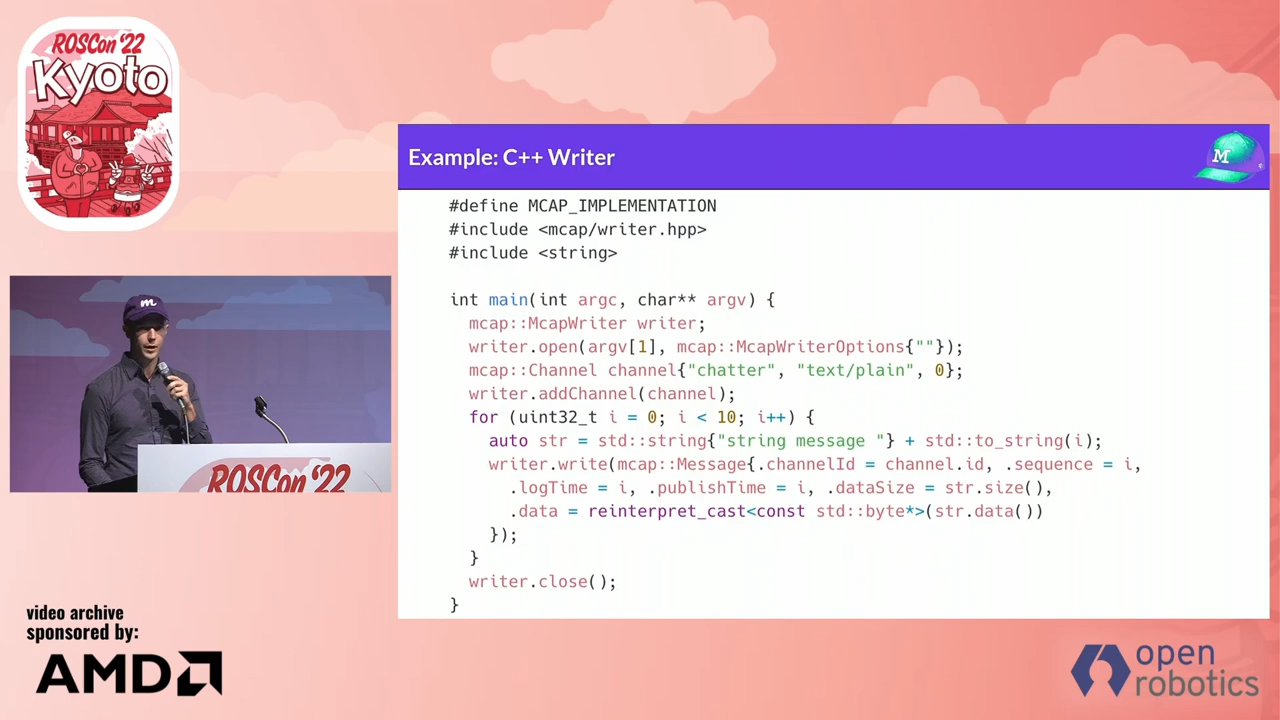 ROSCon '22
Kyoto
Example: C++ Writer
M
#define MCAP_IMPLEMENTATION
#include <mcap/writer.hpp>
#include <string>
int main(int argc, char** argv) {
mcap::McapWriter writer;
writer.open(argv[1], mcap::McapWriterOptions{""});
mcap::Channel channel{"chatter", "text/plain", 0};
writer.addChannel(channel);
for (uint32_t i = 0; i < 10; i++) {
auto str = std::string{"string message "} + std::to_string(i);
writer.write(mcap::Message{.channelId = channel.id, .sequence = i,
.logTime = i, .publishTime = i, .dataSize = str.size(),
.data = reinterpret_cast<const std::byte*>(str.data())
});
}
writer.close();
}
m
ROSCon '22
video archive
sponsored by:
AMD
open
robotics